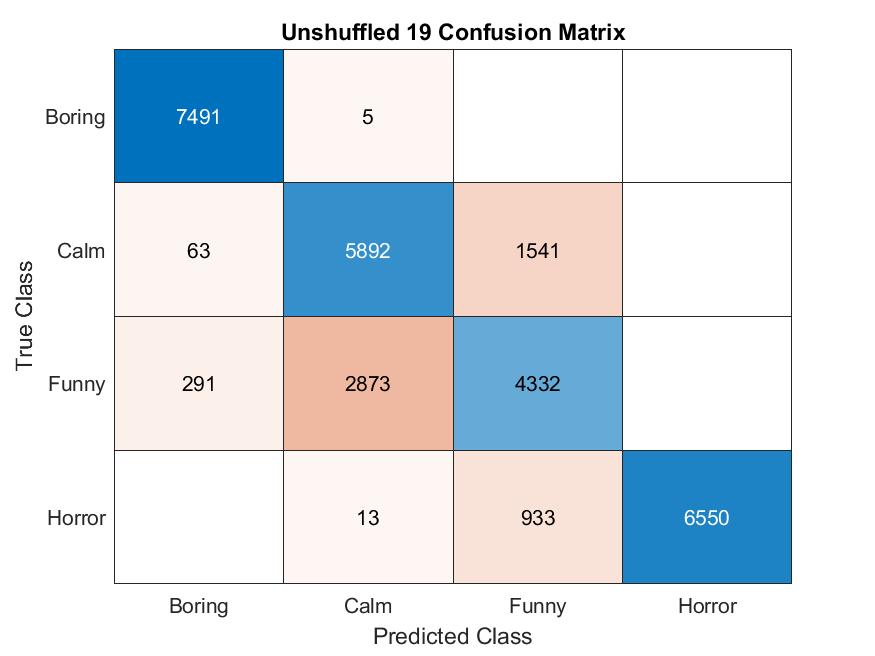 Unshuffled 19 Confusion Matrix
True Class
Boring 7491 5
Calm 63 5892 1541
Funny 291 2873 4332
Horror 13 933 6550
Boring Calm Funny Horror
Predicted Class